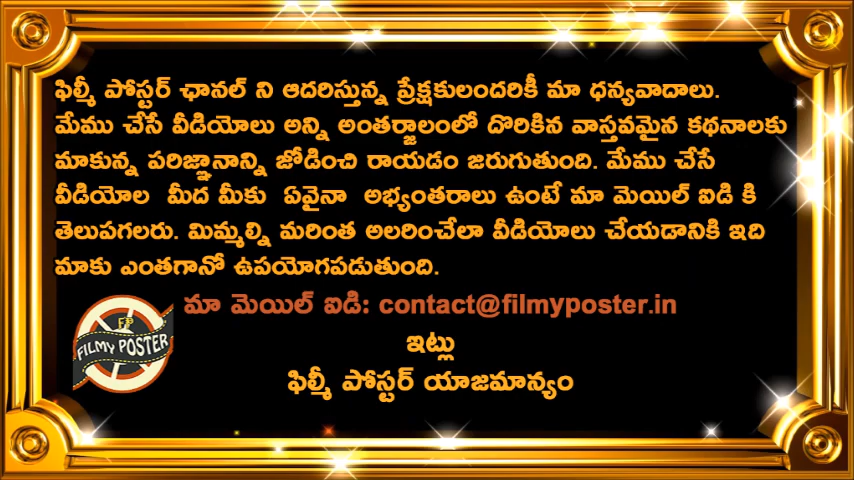 ఫిల్మీ పోస్టర్ ఛానల్ ని ఆదరిస్తున్న ప్రేక్షకులందరికీ మా ధన్యవాదాలు.
మేము చేసే వీడియోలు అన్ని అంతర్జాలంలో దొరికిన వాస్తవమైన కథనాలకు
మాకున్న పరిజ్ఞానాన్ని జోడించి రాయడం జరుగుతుంది. మేము చేసే
వీడియోల మీద మీకు ఏవైనా అభ్యంతరాలు ఉంటే మా మెయిల్ ఐడి కి
తెలుపగలరు. మిమ్మల్ని మరింత అలరించేలా వీడియోలు చేయడానికి ఇది
మాకు ఎంతగానో ఉపయోగపడుతుంది.
మా మెయిల్ ఐడి: contact@filmyposter.in
FP
FILMY POSTER
ఇట్లు
ఫిల్మీ పోస్టర్ యాజమాన్యం